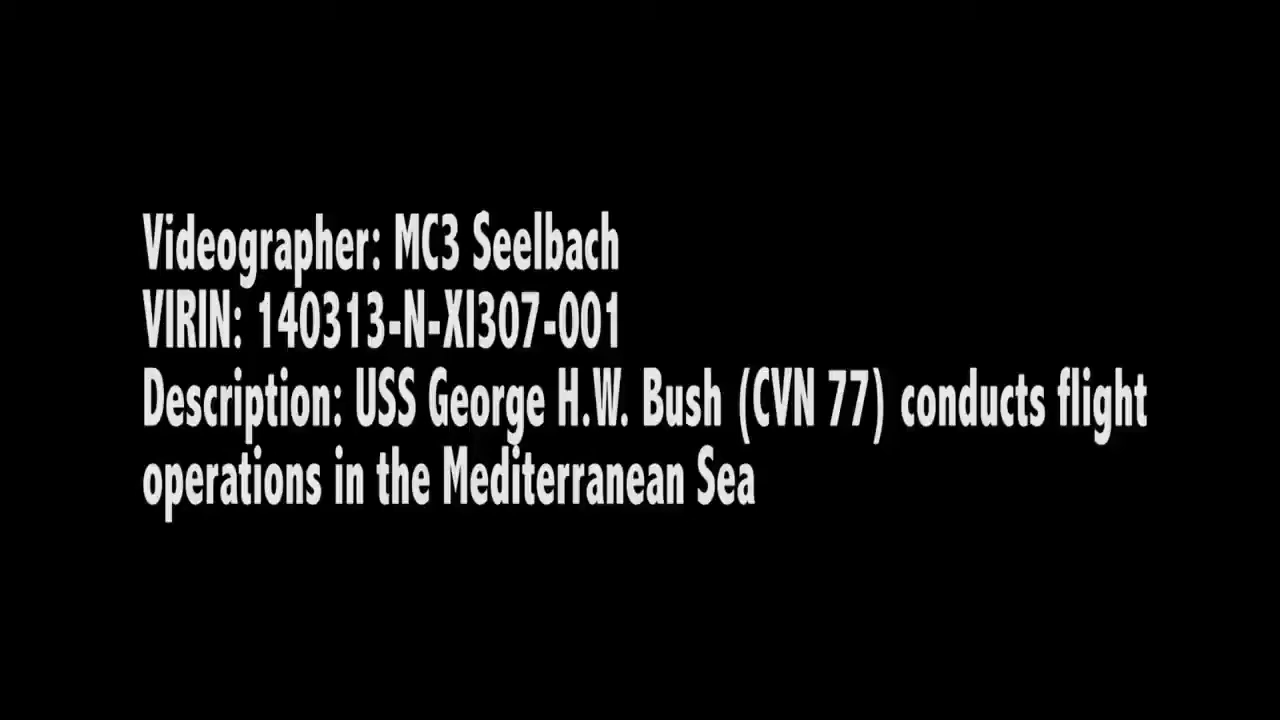 Videographer: MC3 Seelbach
VIRIN: 140313-N-XI307-001
Description: USS George H.W. Bush (CVN 77) conducts flight
operations in the Mediterranean Sea